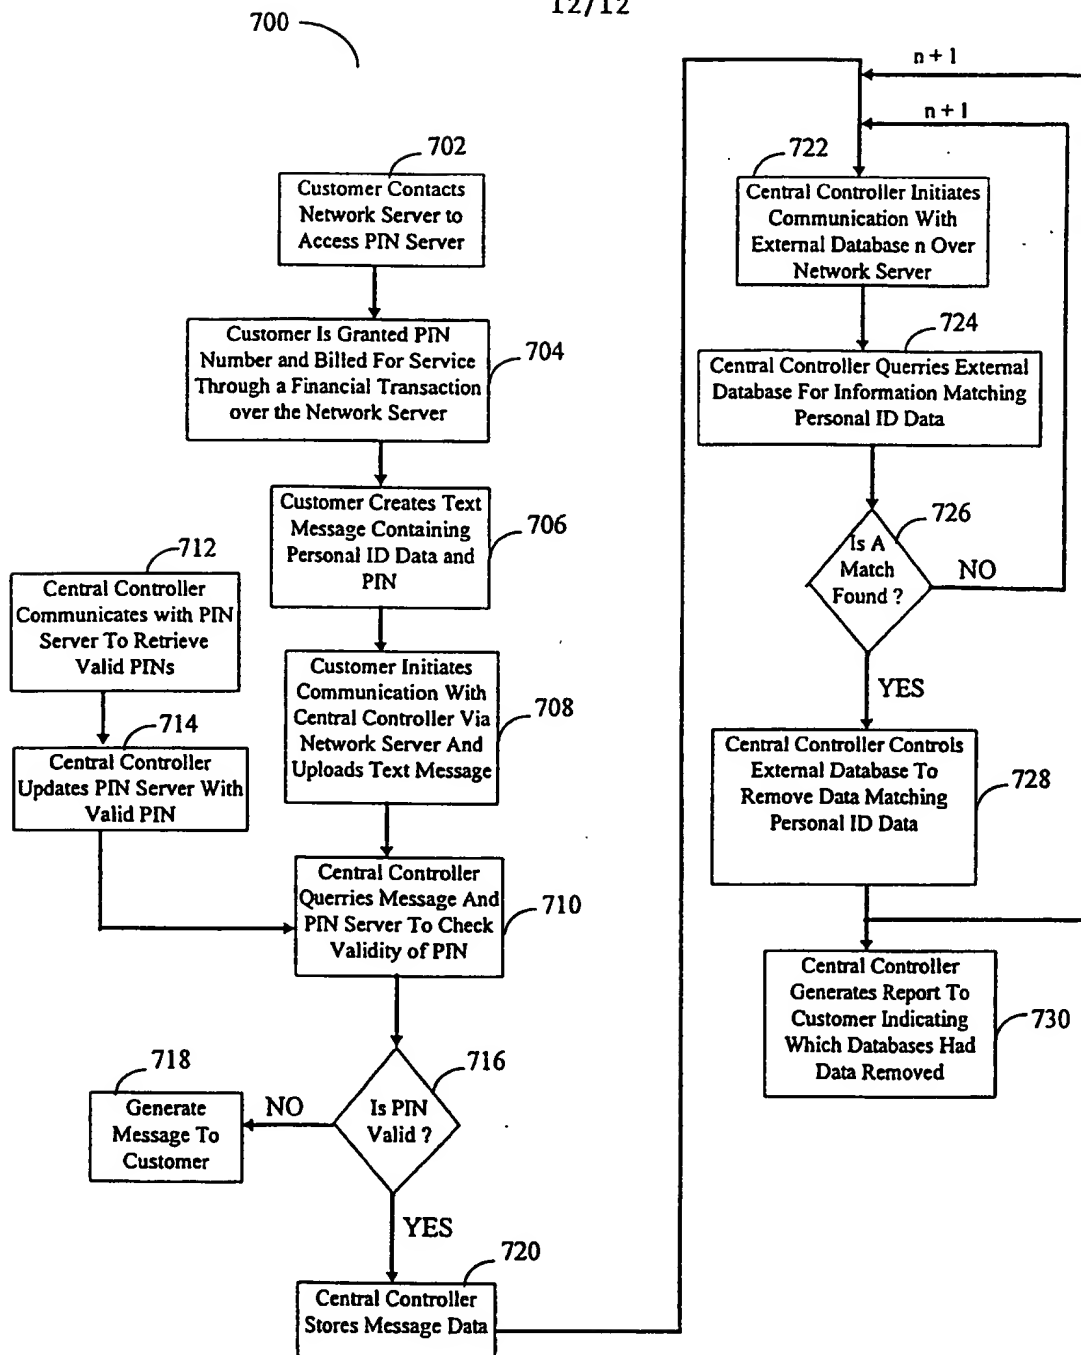 12/12
700
702
Customer Contacts
Network Server to
Access PIN Server
Customer Is Granted PIN
Number and Billed For Service
Through a Financial Transaction
over the Network Server
704
Customer Creates Text
Message Containing
Personal ID Data and
PIN
706
712
Central Controller
Communicates with PIN
Server To Retrieve
Valid PINs
Customer Initiates
Communication With
Central Controller Via
Network Server And
Uploads Text Message
708
714
Central Controller
Updates PIN Server With
Valid PIN
Central Controller
Querries Message And
PIN Server To Check
Validity of PIN
710
716
Is PIN
Valid ?
NO
718
Generate
Message To
Customer
YES
720
Central Controller
Stores Message Data
n + 1
n + 1
722
Central Controller Initiates
Communication With
External Database n Over
Network Server
724
Central Controller Querries External
Database For Information Matching
Personal ID Data
726
Is A
Match
Found ?
NO
YES
Central Controller Controls
External Database To
Remove Data Matching
Personal ID Data
728
Central Controller
Generates Report To
Customer Indicating
Which Databases Had
Data Removed
730